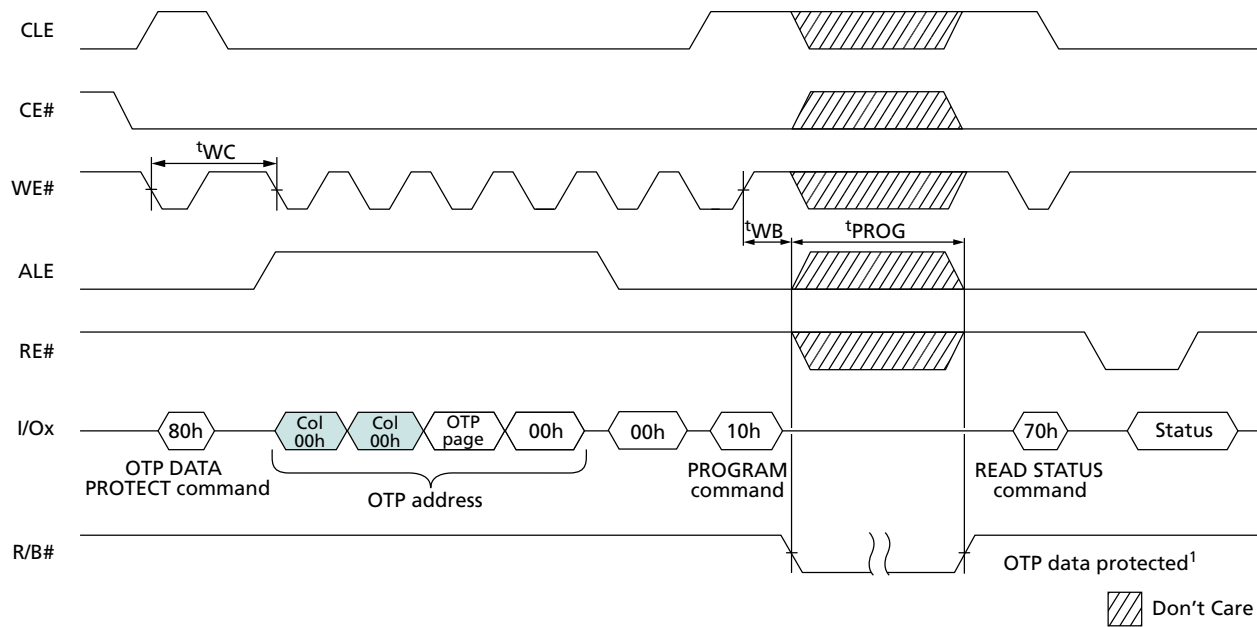 CLE
CE#
tWC
WE#
tWB
tPROG
ALE
RE#
I/Ox
80h
Col
00h
Col
00h
OTP
page
00h
00h
10h
70h
Status
OTP DATA
PROTECT command
OTP address
PROGRAM
command
READ STATUS
command
R/B#
OTP data protected1
Don't Care